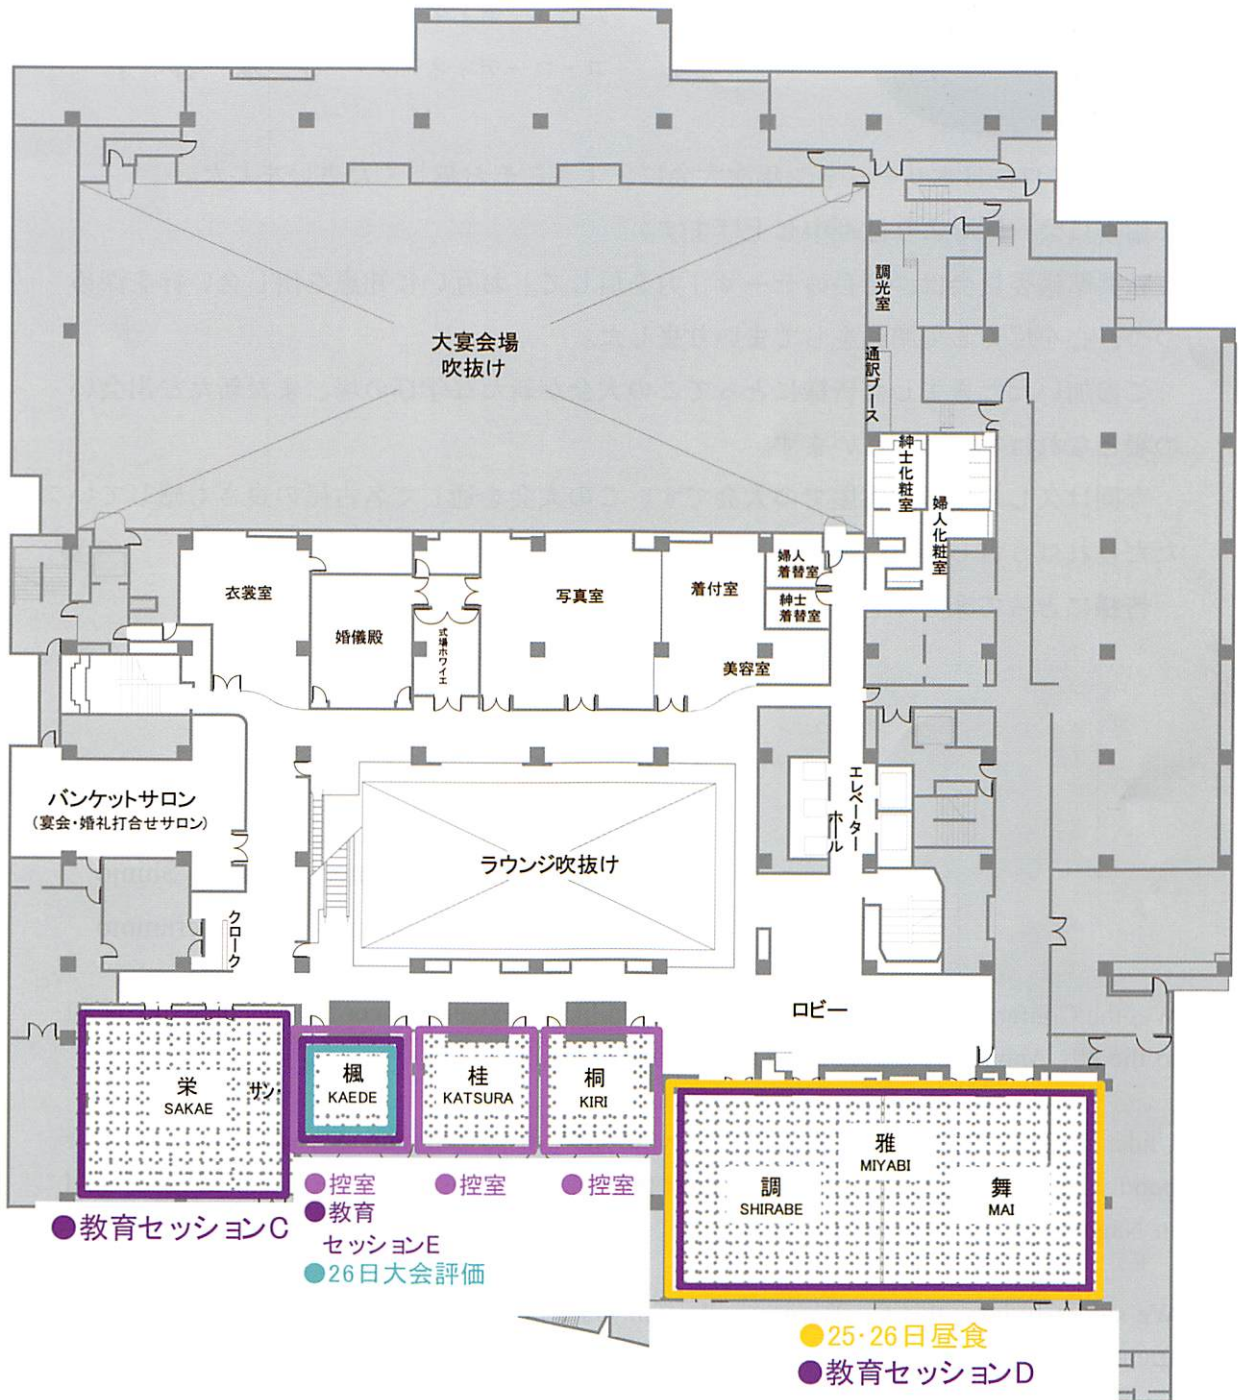 調光室
大宴会場
吹抜け
通訳ブース
紳士化粧室
婦人化粧室
婦人
着替室
紳士
着替室
衣裳室
婚儀殿
式場ホワイエ
写真室
着付室
美容室
バンケットサロン
(宴会・婚礼打合せサロン)
エレベーター
ホール
ラウンジ吹抜け
クローク
ロビー
栄
SAKAE
サン・
楓
KAEDE
桂
KATSURA
桐
KIRI
雅
MIYABI
調
SHIRABE
舞
MAI
●控室
●教育
セッションE
●26日大会評価
●控室
●控室
●教育セッションC
●25・26日昼食
●教育セッションD